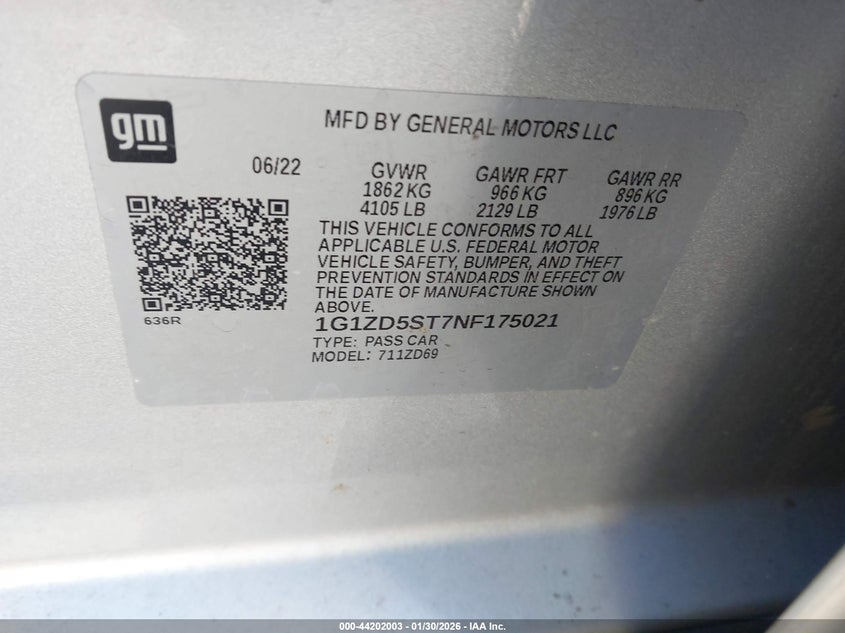 gm
MFD BY GENERAL MOTORS LLC
06/22 GVWR GAWR FRT GAWR RR
1862 KG 966 KG 896 KG
4105 LB 2129 LB 1976 LB
THIS VEHICLE CONFORMS TO ALL
APPLICABLE U.S. FEDERAL MOTOR
VEHICLE SAFETY, BUMPER, AND THEFT
PREVENTION STANDARDS IN EFFECT ON
THE DATE OF MANUFACTURE SHOWN
ABOVE.
636R
1G1ZD5ST7NF175021
TYPE: PASS CAR
MODEL: 711ZD69
000-44202003 — 01/30/2026 — IAA Inc.